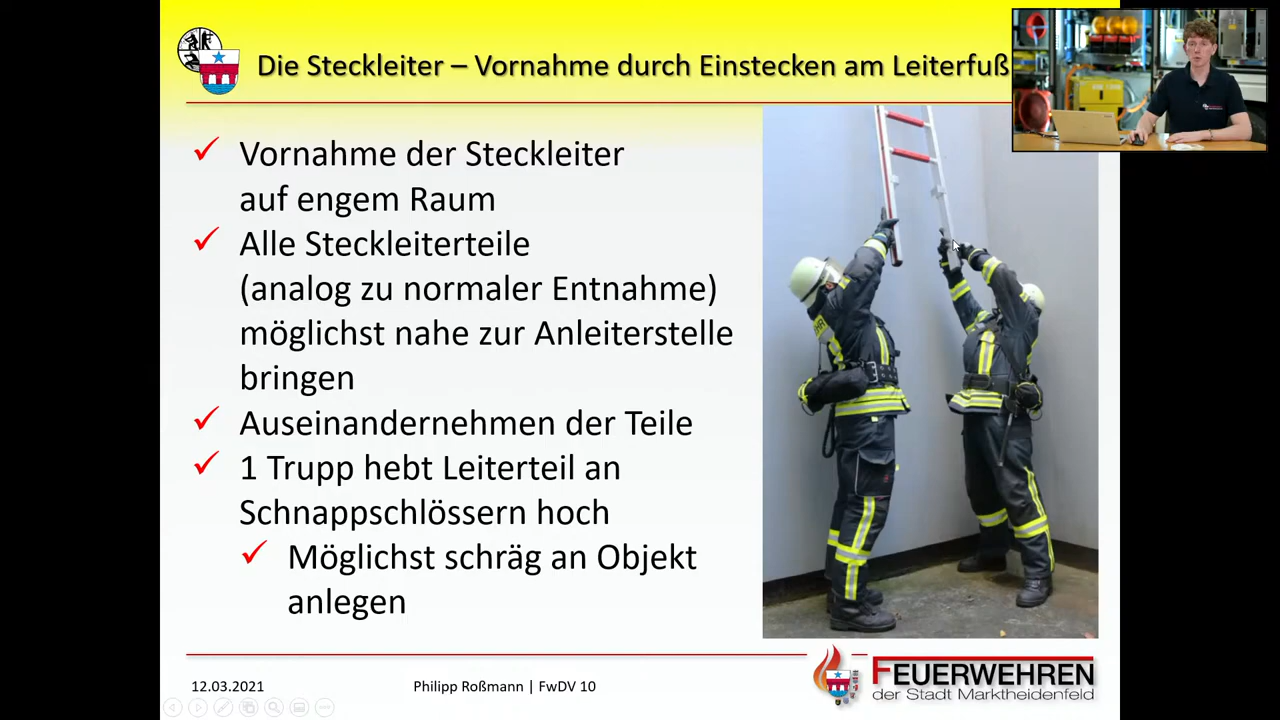 Die Steckleiter – Vornahme durch Einstecken am Leiterfuß
Vornahme der Steckleiter
auf engem Raum
Alle Steckleiterteile
(analog zu normaler Entnahme)
möglichst nahe zur Anleiterstelle
bringen
Auseinandernehmen der Teile
1 Trupp hebt Leiterteil an
Schnappschlössern hoch
Möglichst schräg an Objekt
anlegen
12.03.2021
Philipp Roßmann | FwDV 10
FEUERWEHREN
der Stadt Marktheidenfeld